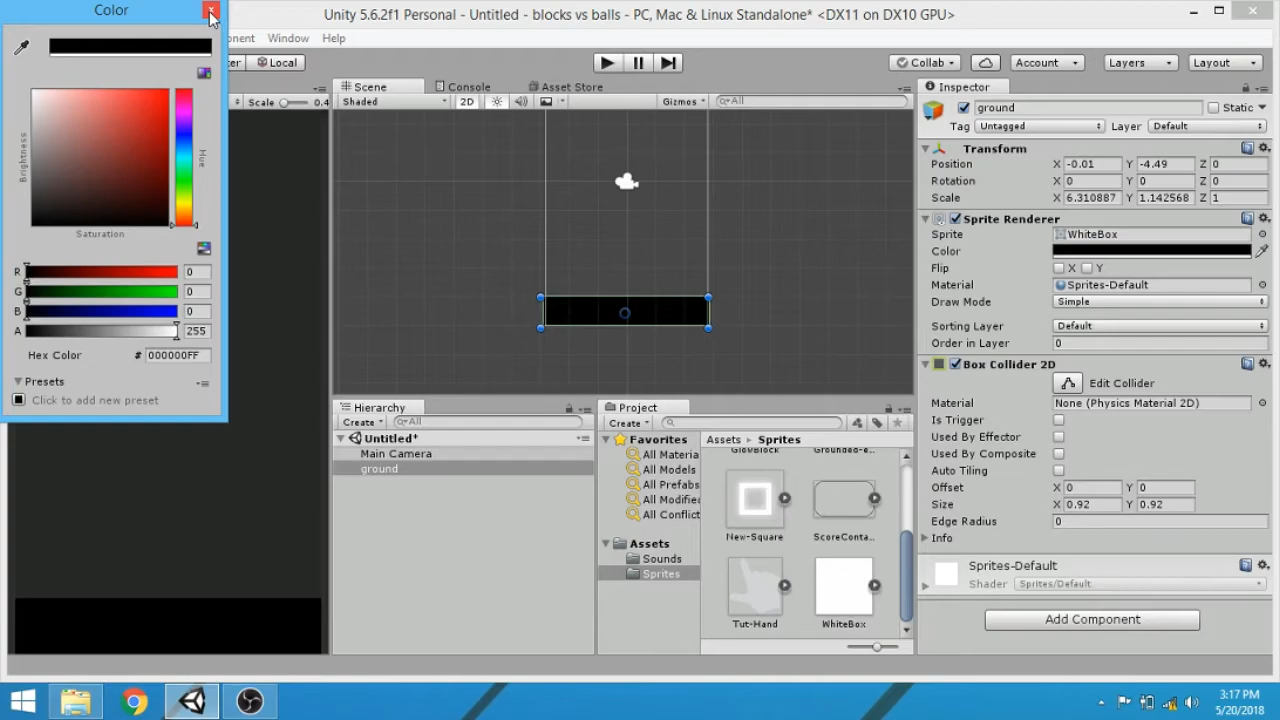 Color
x
Unity 5.6.2f1 Personal - Untitled - blocks vs balls - PC, Mac & Linux Standalone* <DX11 on DX10 GPU>
onent Window Help
ter Local
Collab Account Layers Layout
Scene Console Asset Store
Inspector
Scale 0.4 Shaded 2D Gizmos All
ground Static
Tag Untagged Layer Default
Transform
Position X -0.01 Y -4.49 Z 0
Rotation X 0 Y 0 Z 0
Scale X 6.310887 Y 1.142568 Z 1
Sprite Renderer
Sprite WhiteBox
Color
Flip X Y
Material Sprites-Default
Draw Mode Simple
Sorting Layer Default
Order in Layer 0
Box Collider 2D
Edit Collider
Material None (Physics Material 2D)
Is Trigger
Used By Effector
Used By Composite
Auto Tiling
Offset X 0 Y 0
Size X 0.92 Y 0.92
Edge Radius 0
Info
Sprites-Default
Shader Sprites/Default
Add Component
Brightness
Hue
Saturation
R 0
G 0
B 0
A 255
Hex Color # 000000FF
Presets
Click to add new preset
Hierarchy
Create All
Untitled*
Main Camera
ground
Project
Create
Favorites
All Materia
All Models
All Prefabs
All Modifie
All Conflict
Assets
Sounds
Sprites
Assets Sprites
GlowBlock Grounded-e..
New-Square ScoreConta..
Tut-Hand WhiteBox
3:17 PM
5/20/2018